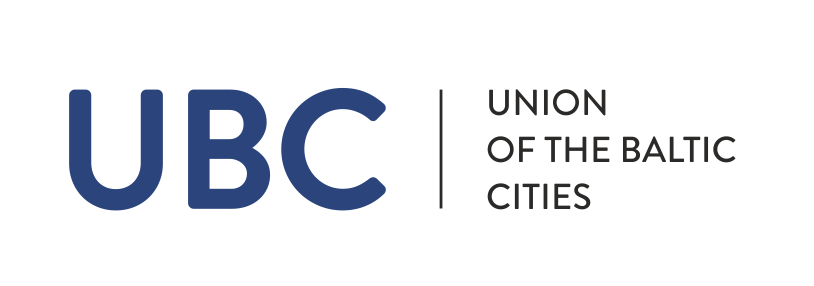 UBC
UNION
OF THE BALTIC
CITIES